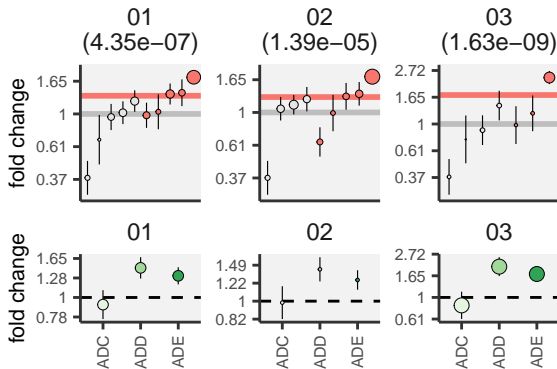 01 02 03
(4.35e−07) (1.39e−05) (1.63e−09)
fold change
1.65 1.65 2.72
1 1 1.65
0.61 0.61 1
0.37 0.37 0.61
0.37
01 02 03
fold change
1.65 1.49 2.72
1.28 1.22 1.65
1 1 1
0.78 0.82 0.61
ADC ADD ADE ADC ADD ADE ADC ADD ADE